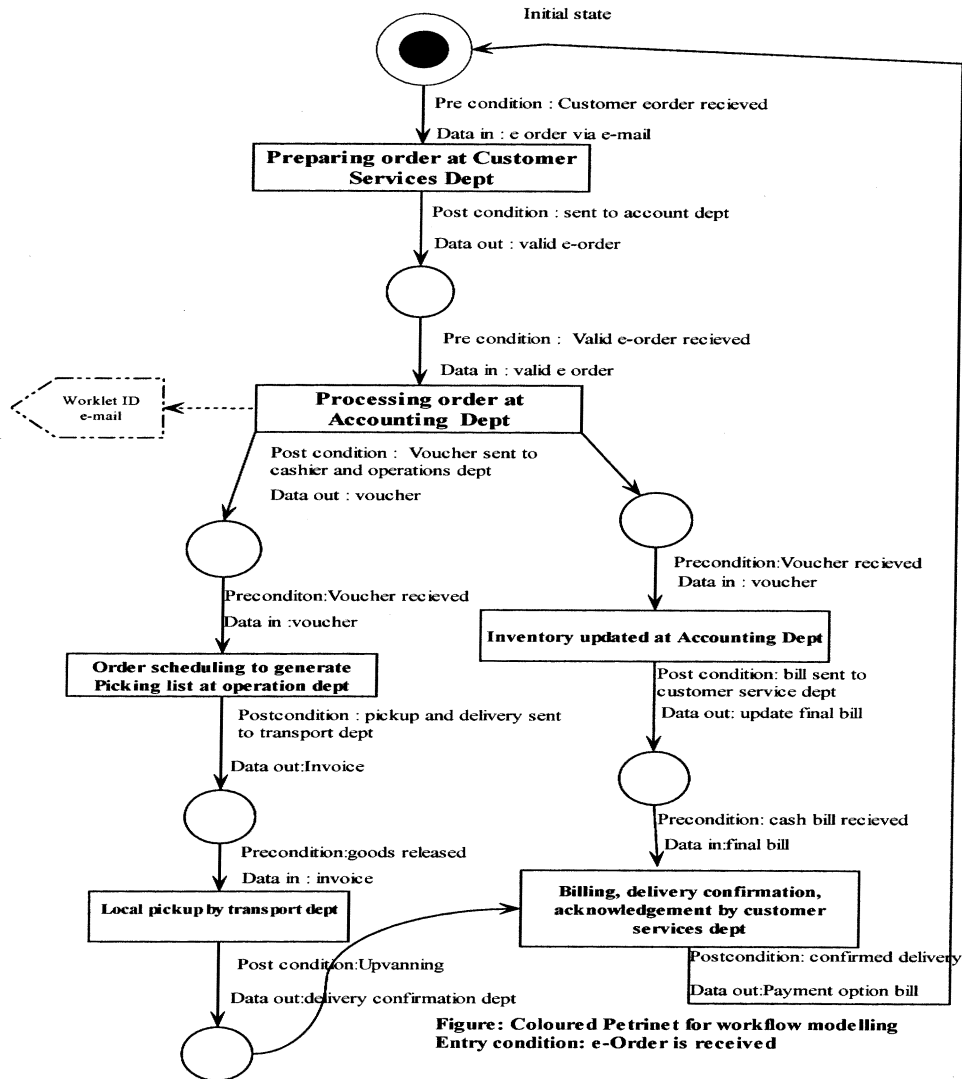 Initial state
Pre condition : Customer eorder recieved
Data in : e order via e-mail
Preparing order at Customer
Services Dept
Post condition : sent to account dept
Data out : valid e-order
Pre condition : Valid e-order recieved
Data in : valid e order
Worklet ID
e-mail
Processing order at
Accounting Dept
Post condition : Voucher sent to
cashier and operations dept
Data out : voucher
Precondition:Voucher recieved
Data in : voucher
Preconditon:Voucher recieved
Data in :voucher
Inventory updated at Accounting Dept
Order scheduling to generate
Picking list at operation dept
Post condition: bill sent to
customer service dept
Data out: update final bill
Postcondition : pickup and delivery sent
to transport dept
Data out:Invoice
Precondition: cash bill recieved
Data in:final bill
Precondition:goods released
Data in : invoice
Local pickup by transport dept
Billing, delivery confirmation,
acknowledgement by customer
services dept
Post condition:Upvanning
Data out:delivery confirmation dept
Postcondition: confirmed delivery
Data out:Payment option bill
Figure: Coloured Petrinet for workflow modelling
Entry condition: e-Order is received